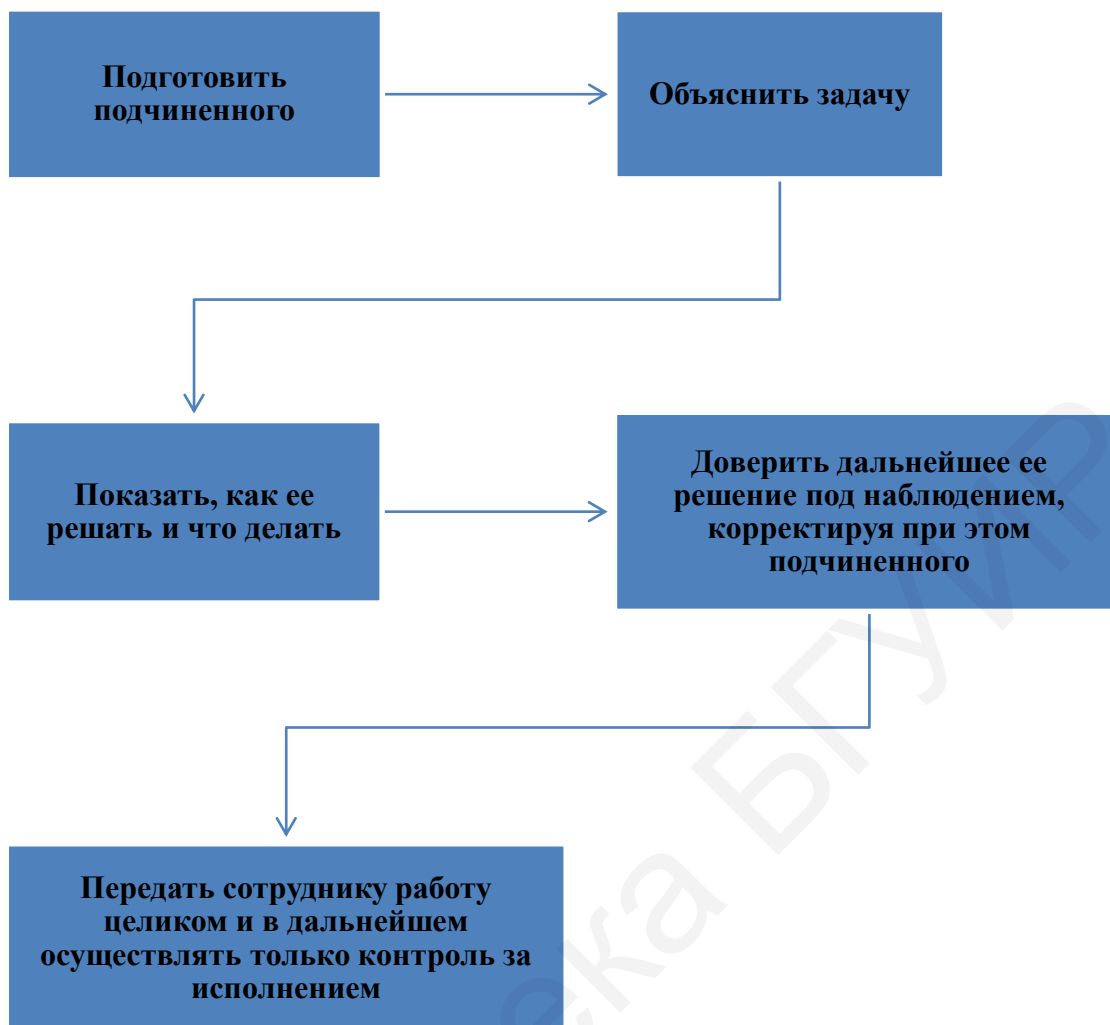 Подготовить
подчиненного
Объяснить задачу
Показать, как ее
решать и что делать
Доверить дальнейшее ее
решение под наблюдением,
корректируя при этом
подчиненного
Передать сотруднику работу
целиком и в дальнейшем
осуществлять только контроль за
исполнением
БГУИР